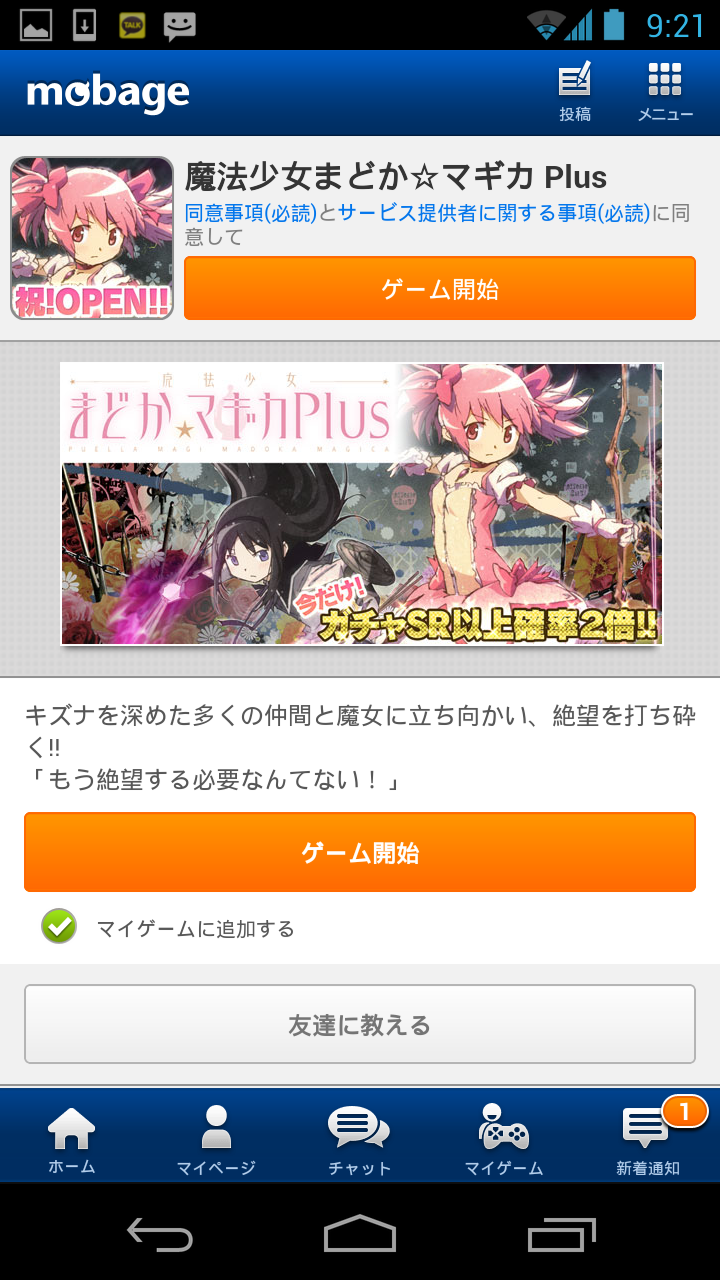 TALK
9:21
mobage
投稿
メニュー
魔法少女まどか☆マギカ Plus
同意事項(必読)とサービス提供者に関する事項(必読)に同
意して
祝!OPEN!!
ゲーム開始
魔法少女
まどか★マギカPlus
PUELLA MAGI MADOKA MAGICA
今だけ!
ガチャSR以上確率2倍!!
キズナを深めた多くの仲間と魔女に立ち向かい、絶望を打ち砕
く!!
「もう絶望する必要なんてない！」
ゲーム開始
マイゲームに追加する
友達に教える
1
ホーム
マイページ
チャット
マイゲーム
新着通知